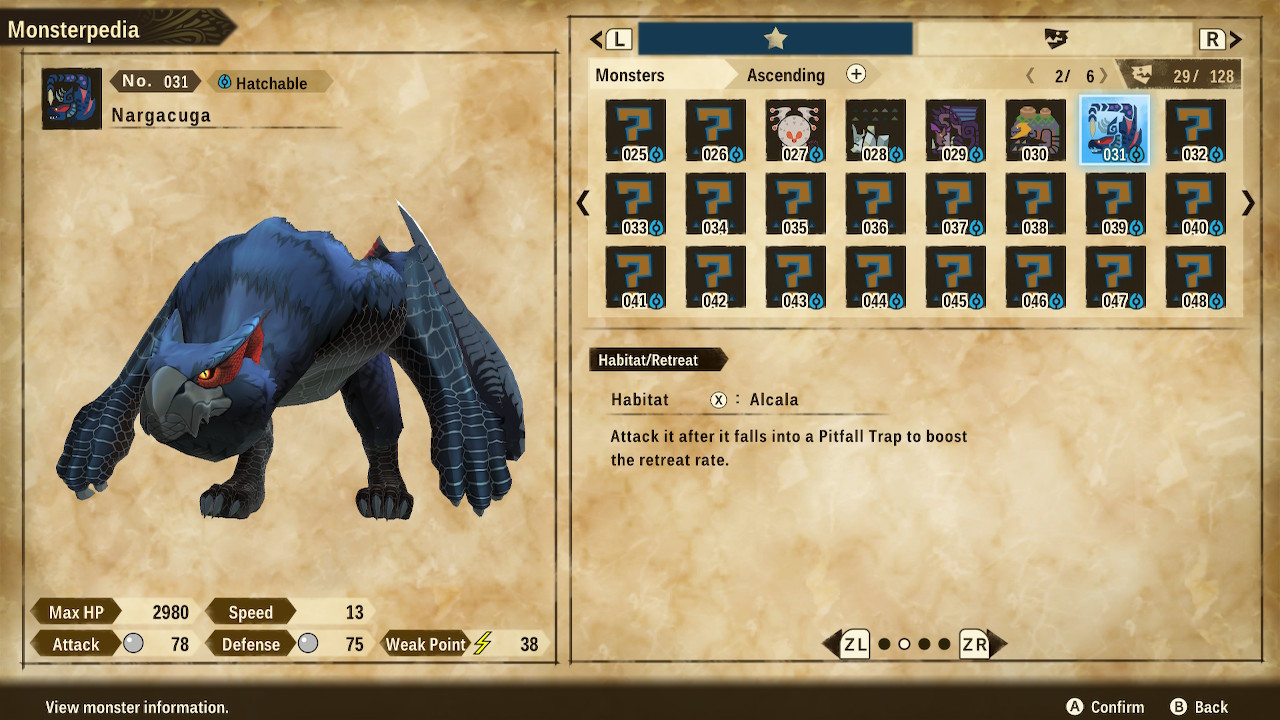 Monsterpedia
No. 031 Hatchable
Nargacuga
Max HP 2980 Speed 13
Attack 78 Defense 75 Weak Point 38
L R
Monsters Ascending 2/ 6 29/ 128
025 026 027 028 029 030 031 032
033 034 035 036 037 038 039 040
041 042 043 044 045 046 047 048
Habitat/Retreat
Habitat X : Alcala
Attack it after it falls into a Pitfall Trap to boost
the retreat rate.
ZL ZR
View monster information.
A Confirm B Back